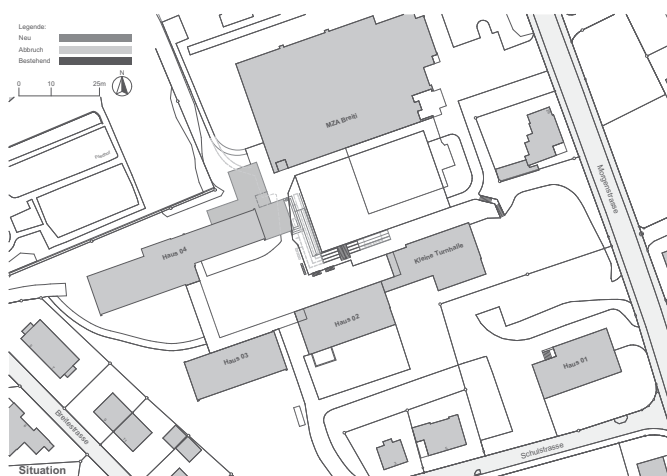 Legende:
Neu
Abbruch
Bestehend
0 10 25m
N
MZA Breiti
Morgenstrasse
Haus 04
Kleine Turnhalle
Haus 02
Haus 03
Haus 01
Breitestrasse
Schulstrasse
Situation